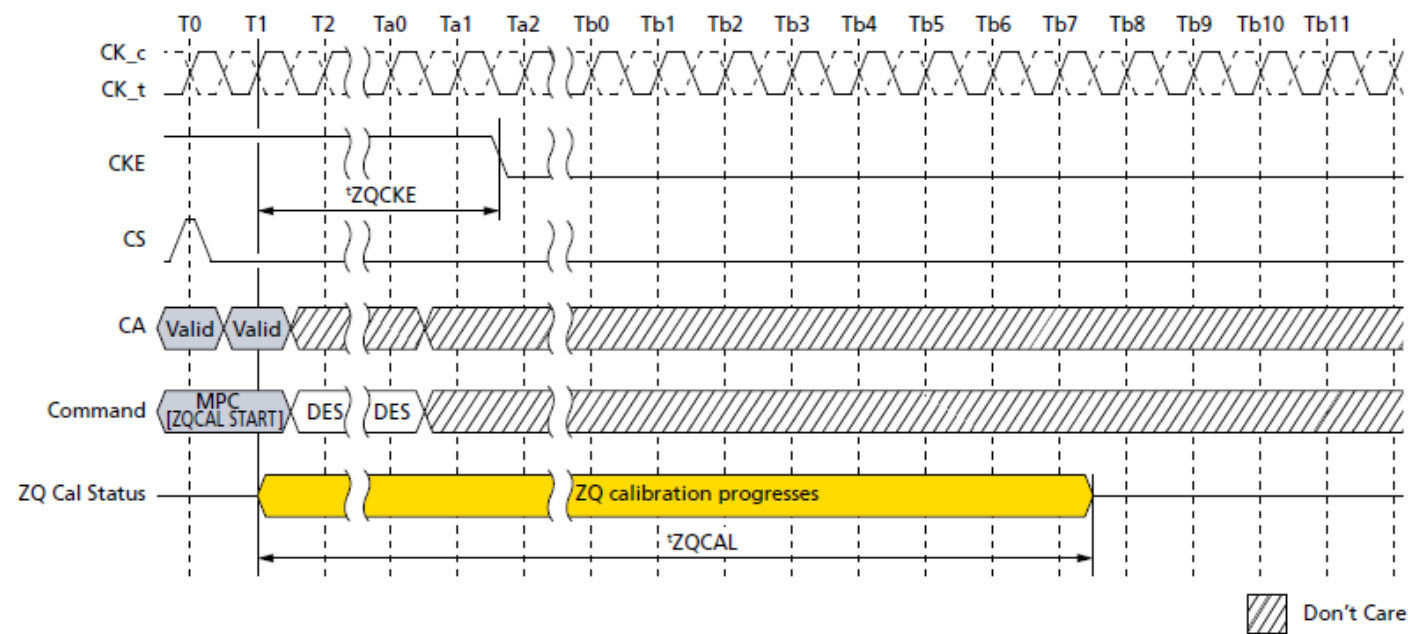 T0 T1 T2 Ta0 Ta1 Ta2 Tb0 Tb1 Tb2 Tb3 Tb4 Tb5 Tb6 Tb7 Tb8 Tb9 Tb10 Tb11
CK_c
CK_t
CKE
tZQCKE
CS
CA Valid Valid
Command MPC
[ZQCAL START] DES DES
ZQ Cal Status ZQ calibration progresses
tZQCAL
Don't Care